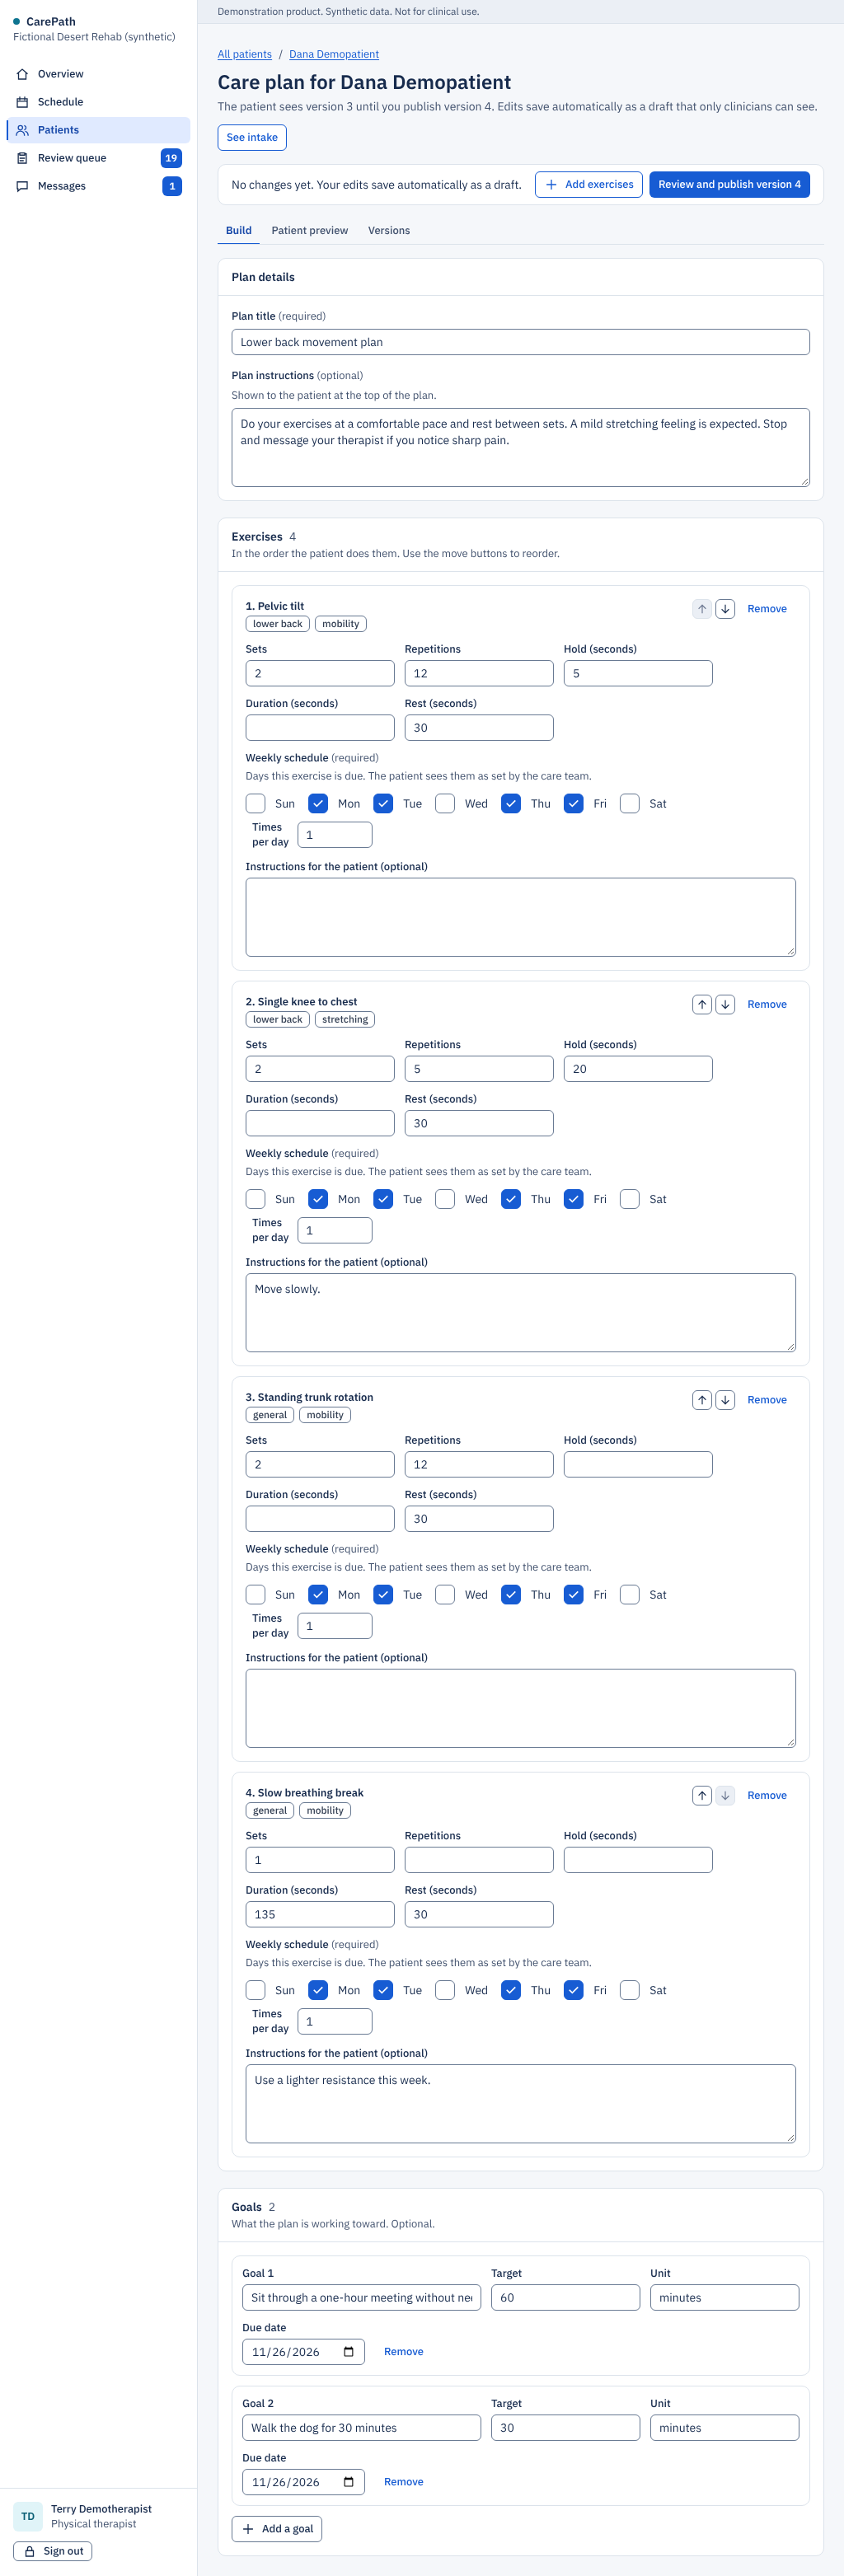 CarePath
Fictional Desert Rehab (synthetic)
Overview
Schedule
Patients
Review queue 19
Messages 1
Demonstration product. Synthetic data. Not for clinical use.
All patients / Dana Demopatient
Care plan for Dana Demopatient
The patient sees version 3 until you publish version 4. Edits save automatically as a draft that only clinicians can see.
See intake
No changes yet. Your edits save automatically as a draft. Add exercises Review and publish version 4
Build Patient preview Versions
Plan details
Plan title (required)
Lower back movement plan
Plan instructions (optional)
Shown to the patient at the top of the plan.
Do your exercises at a comfortable pace and rest between sets. A mild stretching feeling is expected. Stop
and message your therapist if you notice sharp pain.
Exercises 4
In the order the patient does them. Use the move buttons to reorder.
1. Pelvic tilt Remove
lower back mobility
Sets Repetitions Hold (seconds)
2 12 5
Duration (seconds) Rest (seconds)
30
Weekly schedule (required)
Days this exercise is due. The patient sees them as set by the care team.
Sun Mon Tue Wed Thu Fri Sat
Times
per day 1
Instructions for the patient (optional)
2. Single knee to chest Remove
lower back stretching
Sets Repetitions Hold (seconds)
2 5 20
Duration (seconds) Rest (seconds)
30
Weekly schedule (required)
Days this exercise is due. The patient sees them as set by the care team.
Sun Mon Tue Wed Thu Fri Sat
Times
per day 1
Instructions for the patient (optional)
Move slowly.
3. Standing trunk rotation Remove
general mobility
Sets Repetitions Hold (seconds)
2 12
Duration (seconds) Rest (seconds)
30
Weekly schedule (required)
Days this exercise is due. The patient sees them as set by the care team.
Sun Mon Tue Wed Thu Fri Sat
Times
per day 1
Instructions for the patient (optional)
4. Slow breathing break Remove
general mobility
Sets Repetitions Hold (seconds)
1
Duration (seconds) Rest (seconds)
135 30
Weekly schedule (required)
Days this exercise is due. The patient sees them as set by the care team.
Sun Mon Tue Wed Thu Fri Sat
Times
per day 1
Instructions for the patient (optional)
Use a lighter resistance this week.
Goals 2
What the plan is working toward. Optional.
Goal 1 Target Unit
Sit through a one-hour meeting without 60 minutes
Due date
11/26/2026 Remove
Goal 2 Target Unit
Walk the dog for 30 minutes 30 minutes
Due date
11/26/2026 Remove
Add a goal
TD
Terry Demotherapist
Physical therapist
Sign out